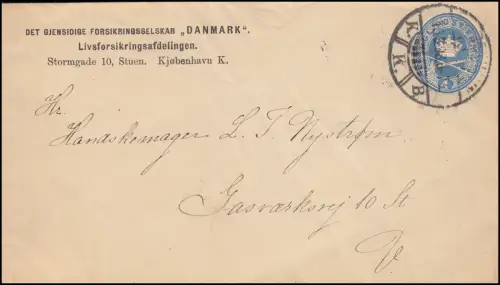 DET GJENSIDIGE FORSIKRINGSSELSKAB „DANMARK“.
Livsforsikringsafdelingen.
Stormgade 10, Stuen. Kjøbenhavn K.
K. K. B
Hr.
Handskemager L. T. Nystrøm
Gasværksvej 10 St
V.